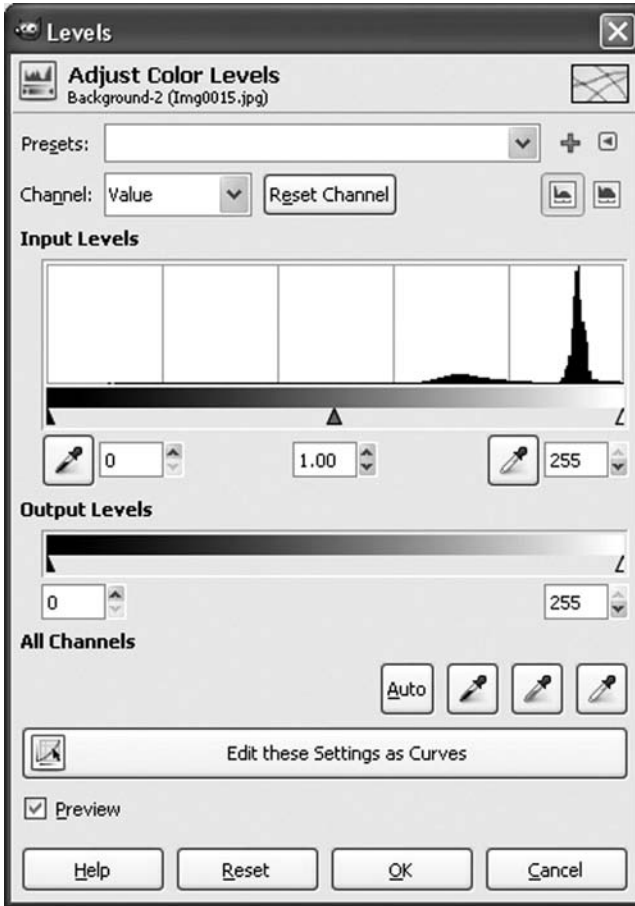 Levels
Adjust Color Levels
Background-2 (Img0015.jpg)
Presets:
Channel: Value Reset Channel
Input Levels
0 1.00 255
Output Levels
0 255
All Channels
Auto
Edit these Settings as Curves
Preview
Help Reset OK Cancel